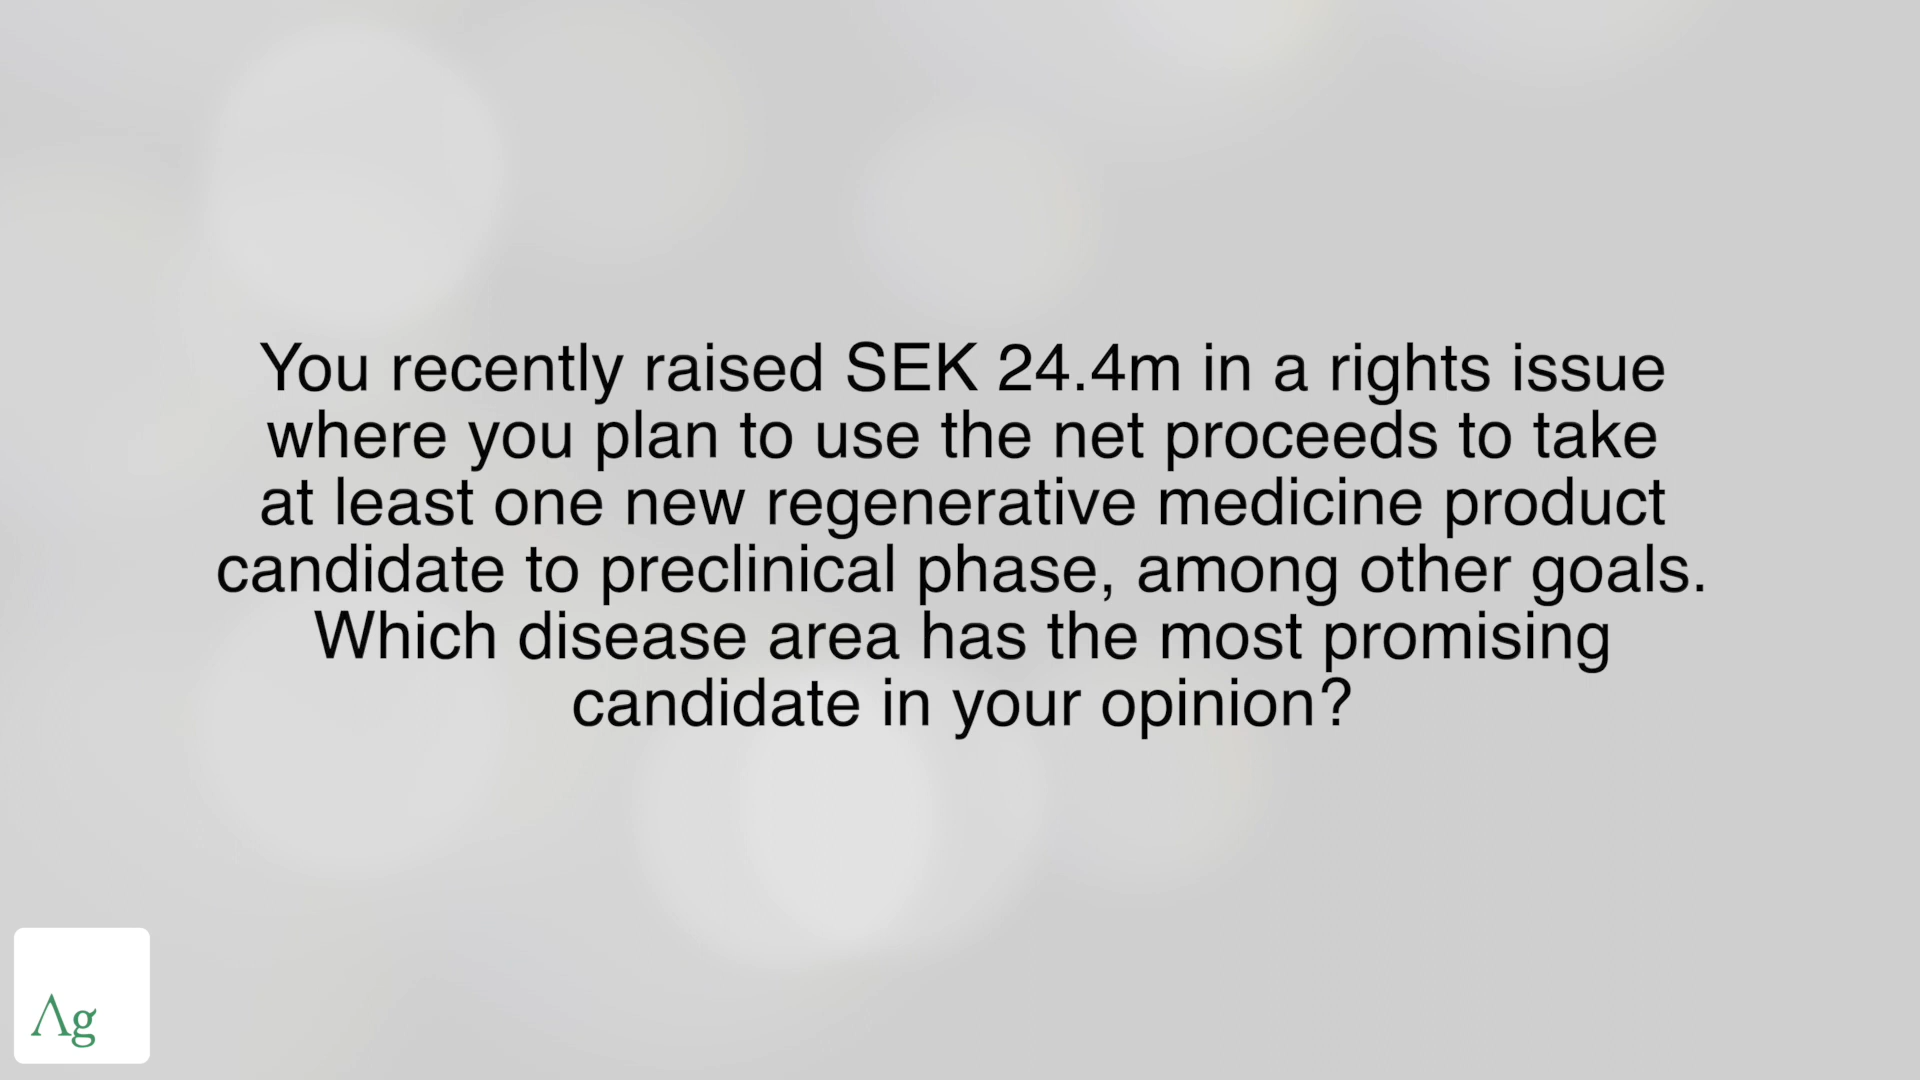 You recently raised SEK 24.4m in a rights issue
where you plan to use the net proceeds to take
at least one new regenerative medicine product
candidate to preclinical phase, among other goals.
Which disease area has the most promising
candidate in your opinion?
Λg